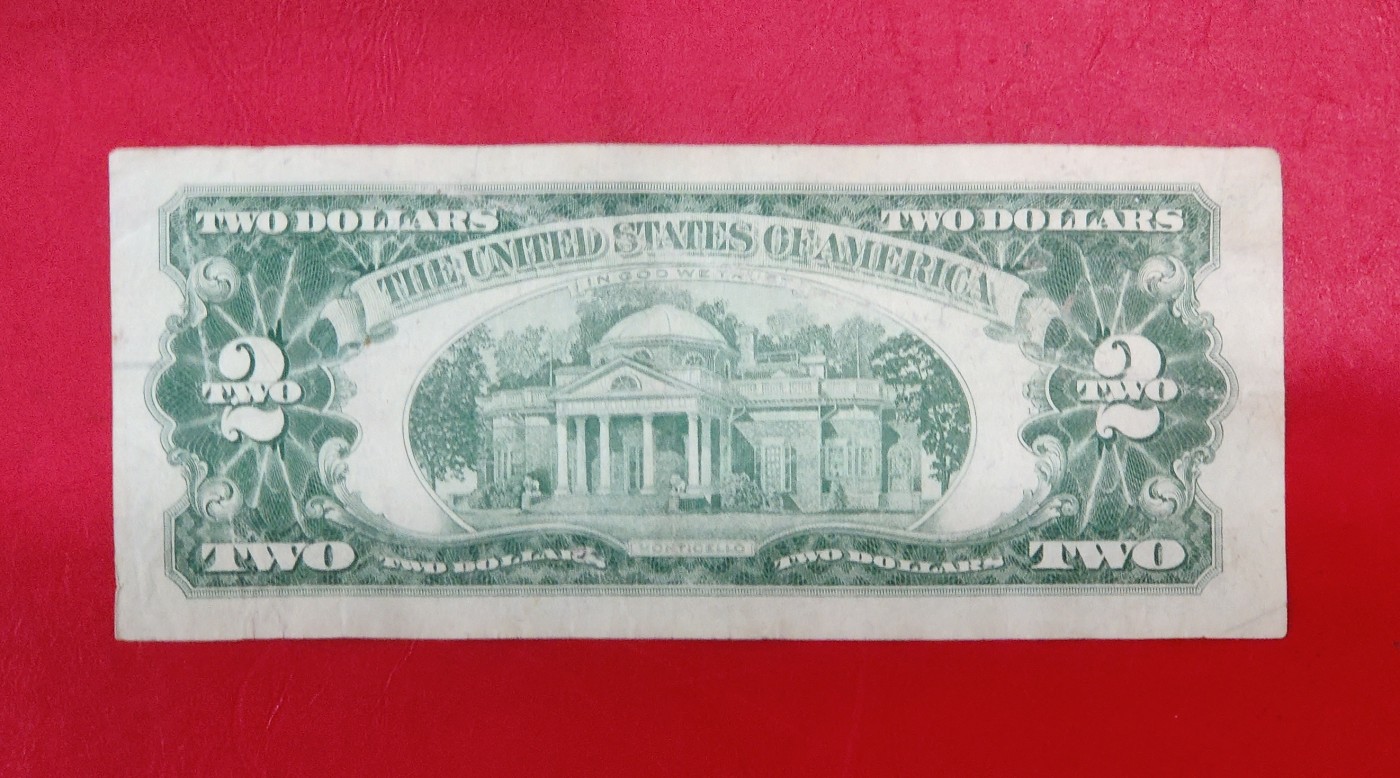 TWO DOLLARS
TWO DOLLARS
THE UNITED STATES OF AMERICA
IN GOD WE TRUST
2
TWO
2
TWO
MONTICELLO
TWO
TWO DOLLARS
TWO DOLLARS
TWO